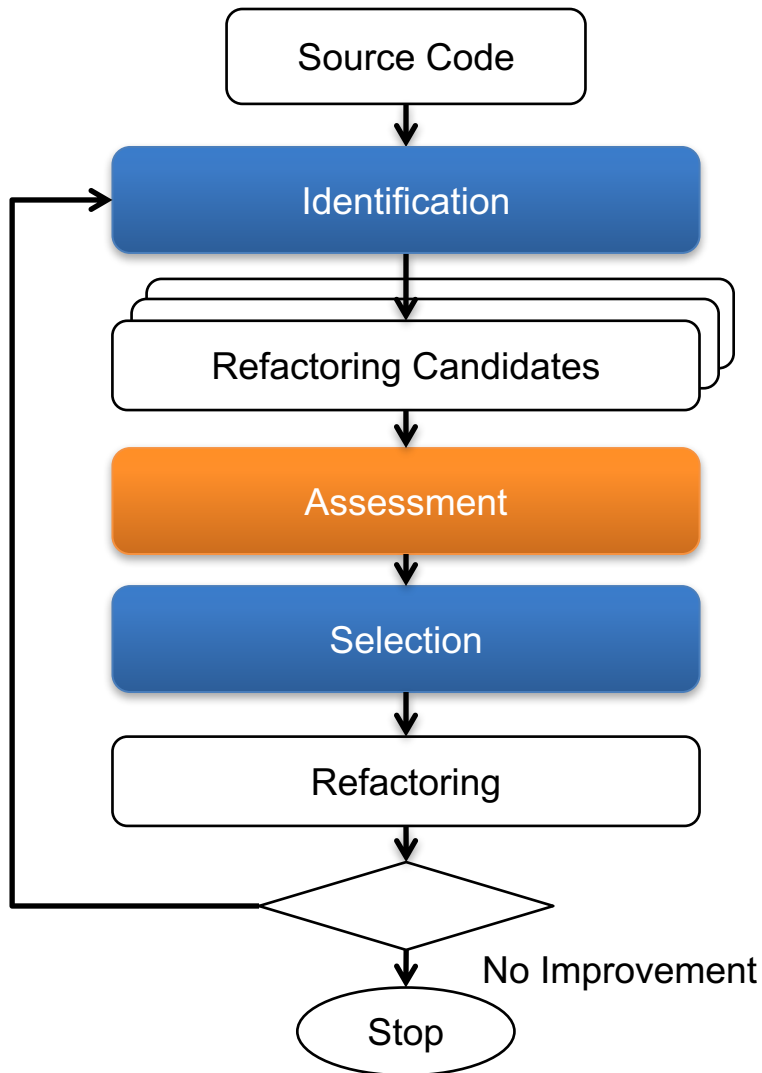 Source Code
Identification
Refactoring Candidates
Assessment
Selection
Refactoring
No Improvement
Stop